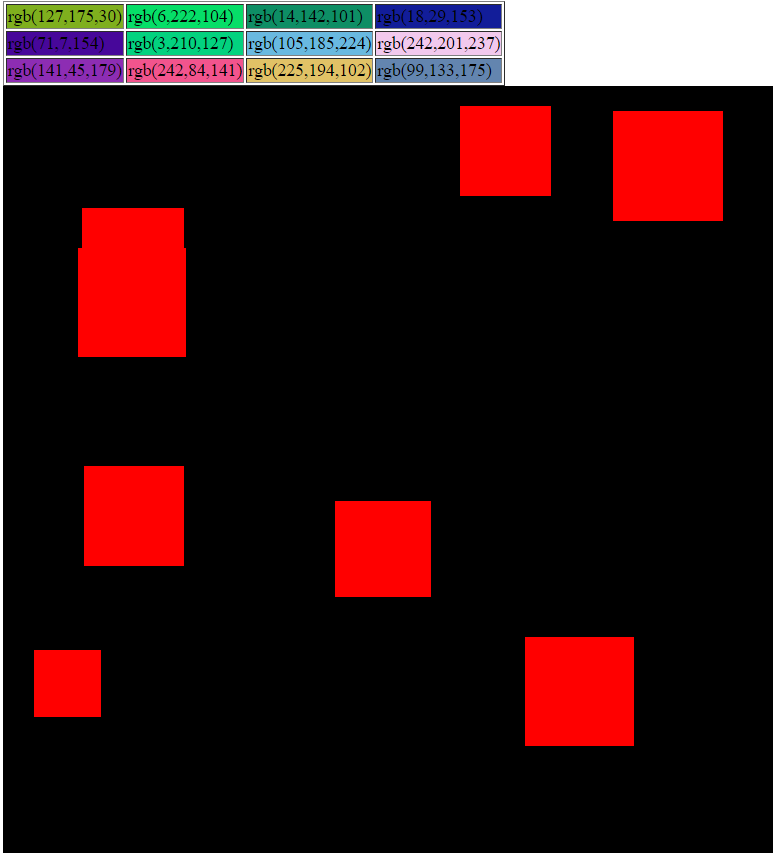 rgb(127,175,30) rgb(6,222,104) rgb(14,142,101) rgb(18,29,153)
rgb(71,7,154) rgb(3,210,127) rgb(105,185,224) rgb(242,201,237)
rgb(141,45,179) rgb(242,84,141) rgb(225,194,102) rgb(99,133,175)